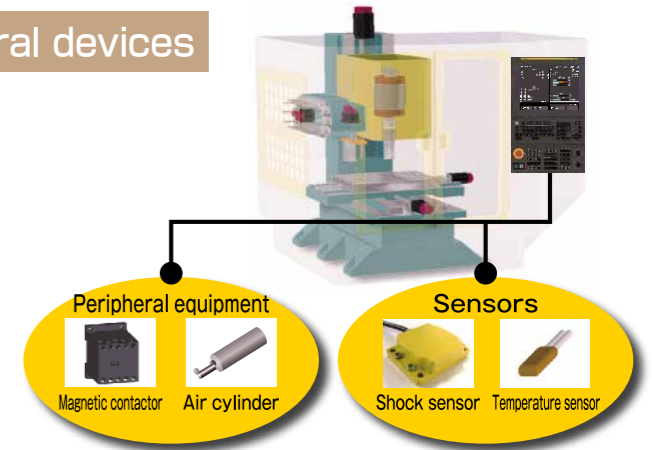 ral devices
Peripheral equipment
Sensors
Magnetic contactor
Air cylinder
Shock sensor
Temperature sensor